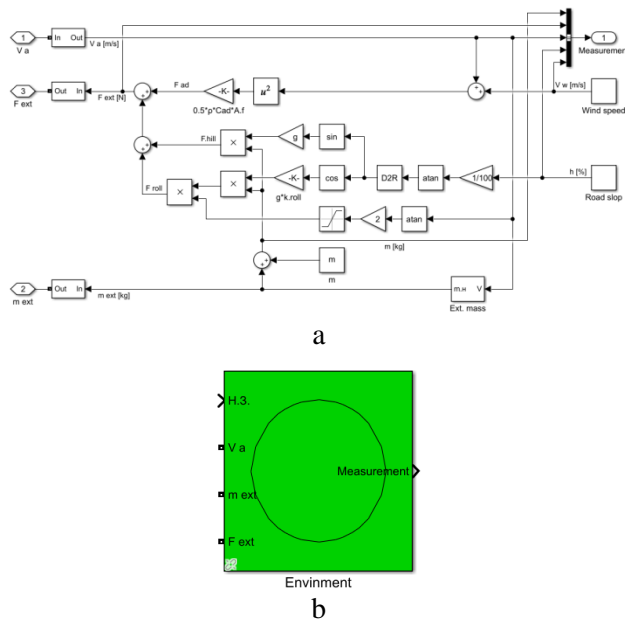 1
V a
In Out
V a [m/s]
1
Measuremen
3
F ext
Out In
F ext [N]
F ad
-K-
0.5*p*Cad*A.f
u²
V w [m/s]
Wind speed
F.hill
×
g
sin
F roll
×
×
-K-
g*k.roll
cos
D2R
atan
1/100
h [%]
Road slop
2
atan
m [kg]
m
m
2
m ext
Out In
m ext [kg]
m.н V
Ext. mass
a
H.3.
V a
Measurement
m ext
F ext
Envinment
b